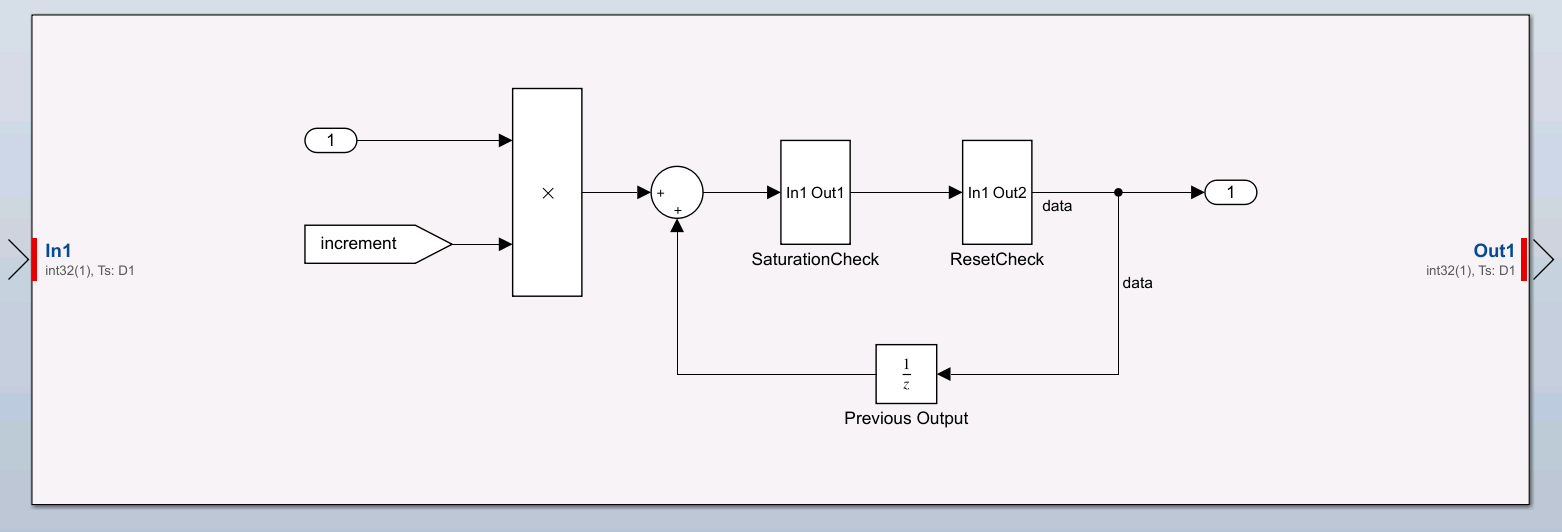 1
increment
×
+
+
In1 Out1
SaturationCheck
In1 Out2
ResetCheck
data
1
data
In1
int32(1), Ts: D1
Out1
int32(1), Ts: D1
1
z
Previous Output